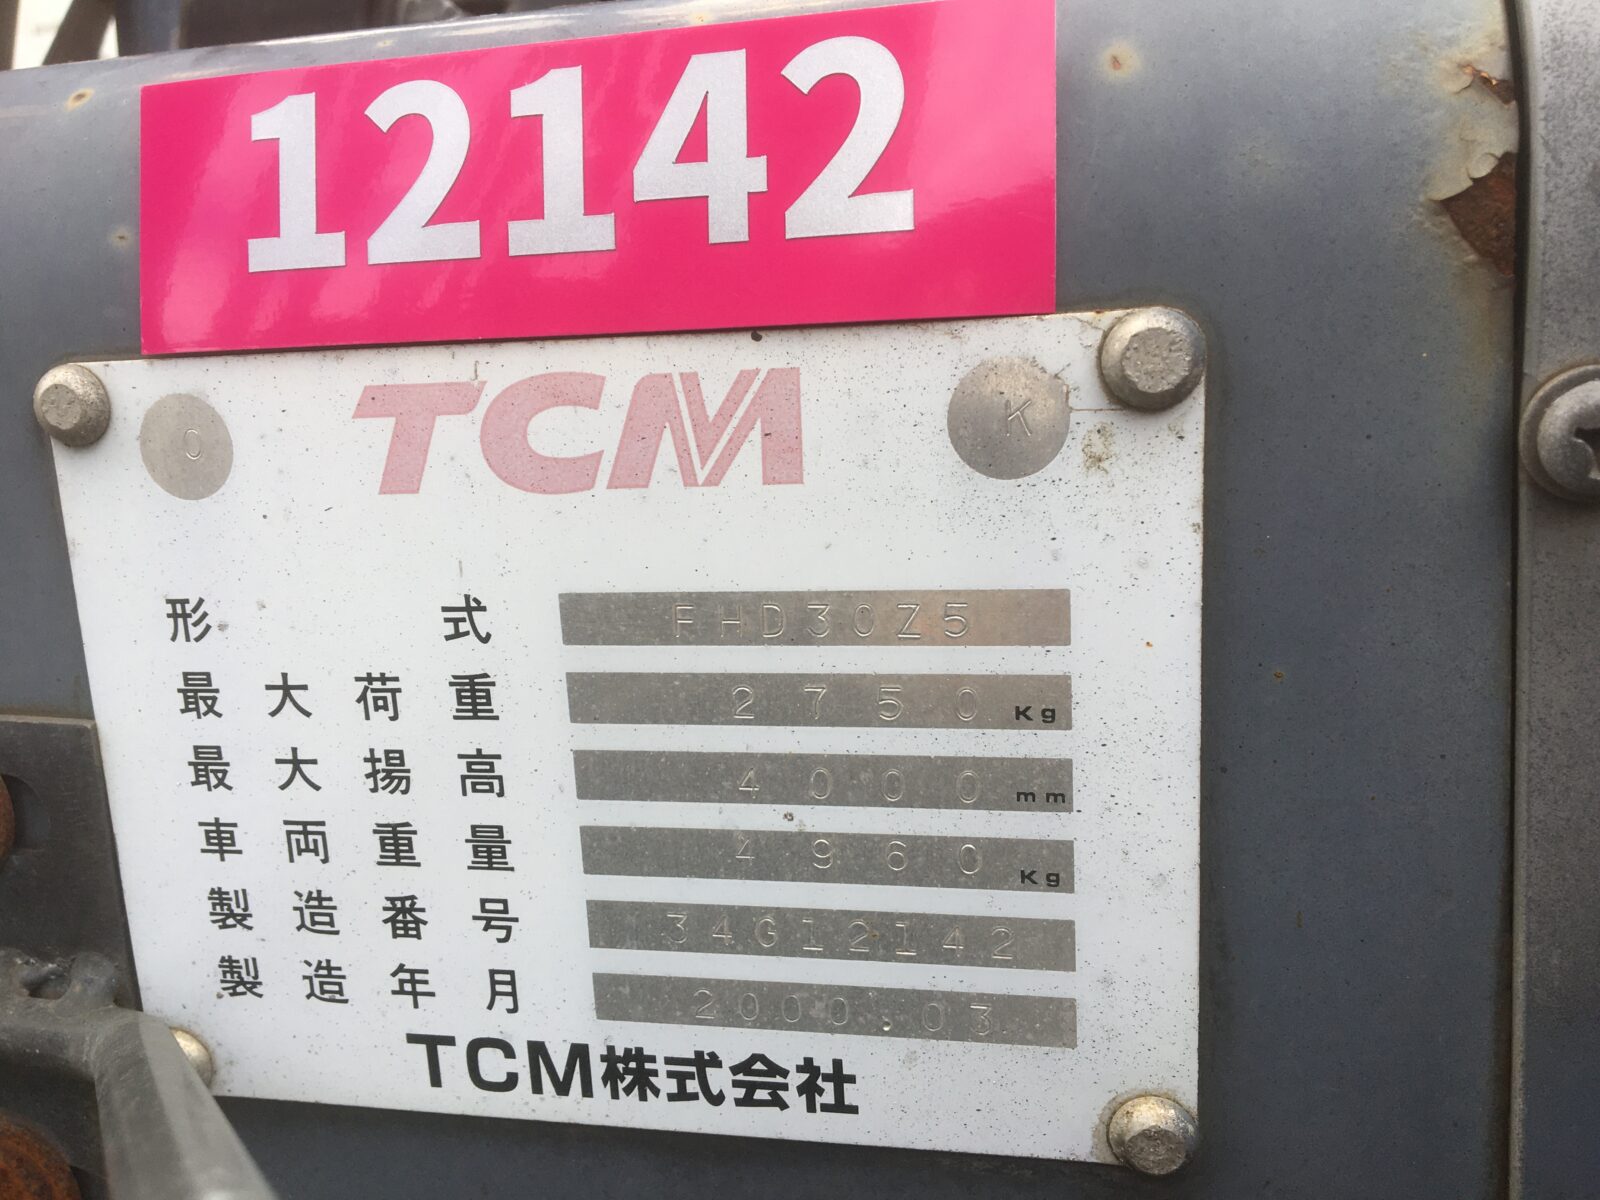 12142
O TCM K
形式 FHD30Z5
最大荷重 2750 Kg
最大揚高 4000 mm
車両重量 4960 Kg
製造番号 34G12142
製造年月 2000.03
TCM株式会社